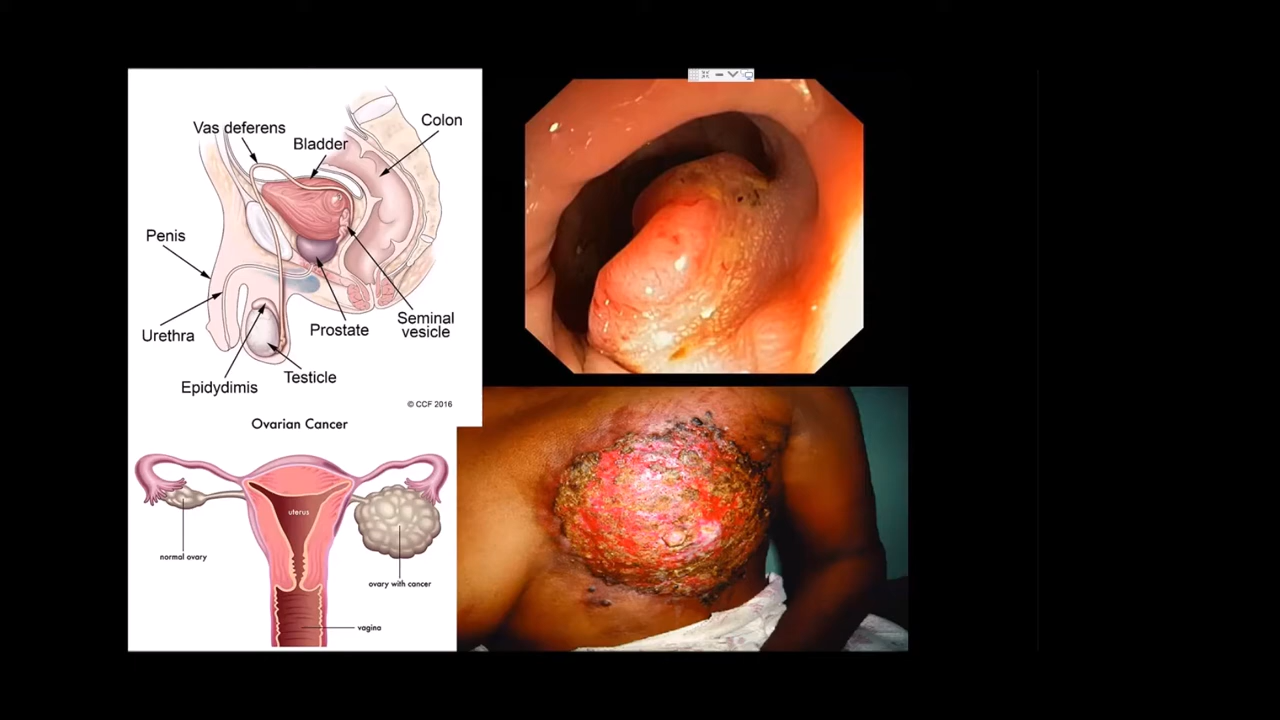 Vas deferens
Bladder
Colon
Penis
Urethra
Prostate
Seminal
vesicle
Epidydimis
Testicle
© CCF 2016
Ovarian Cancer
uterus
normal ovary
ovary with cancer
vagina